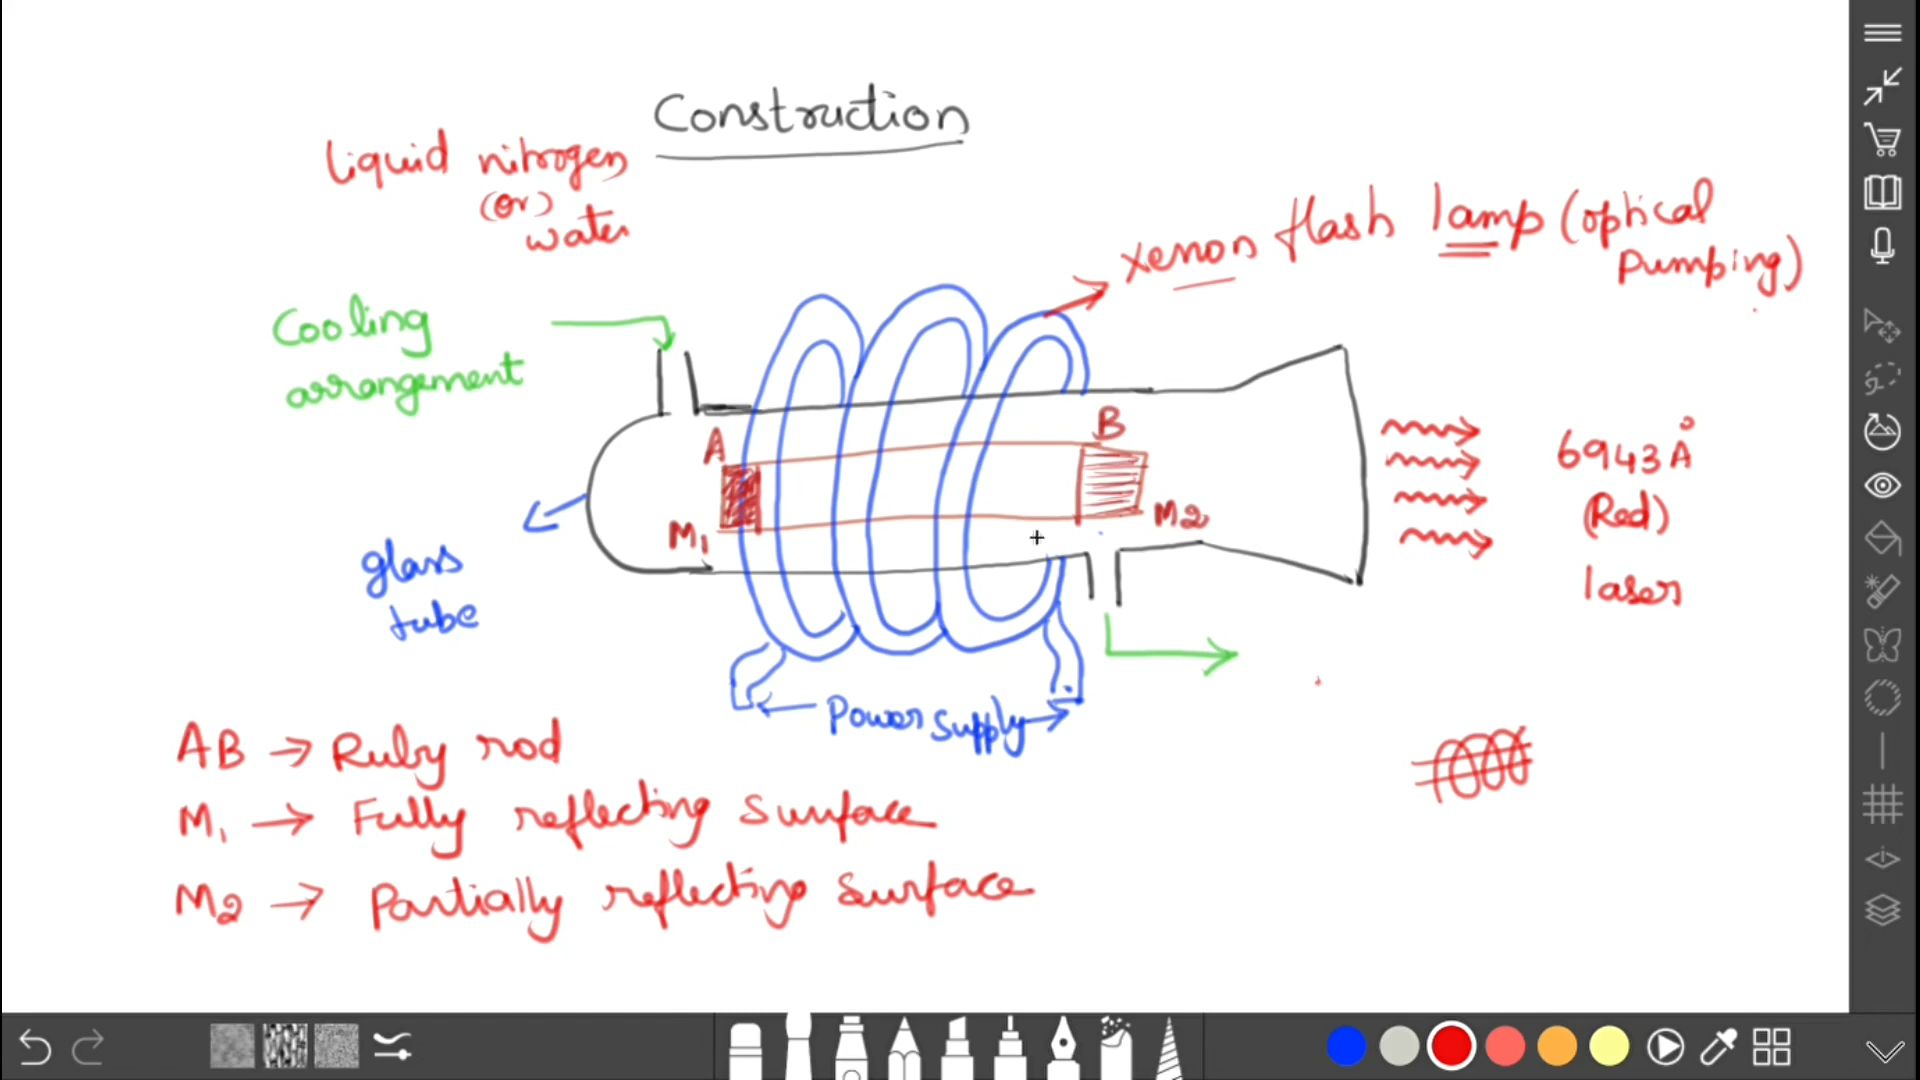 Construction
liquid nitrogen
(or)
water
xenon flash lamp (optical
pumping)
Cooling
arrangement
A
B
M1
M2
6943Å
(Red)
laser
glass
tube
Power supply
AB → Ruby rod
M1 → Fully reflecting surface
M2 → Partially reflecting surface